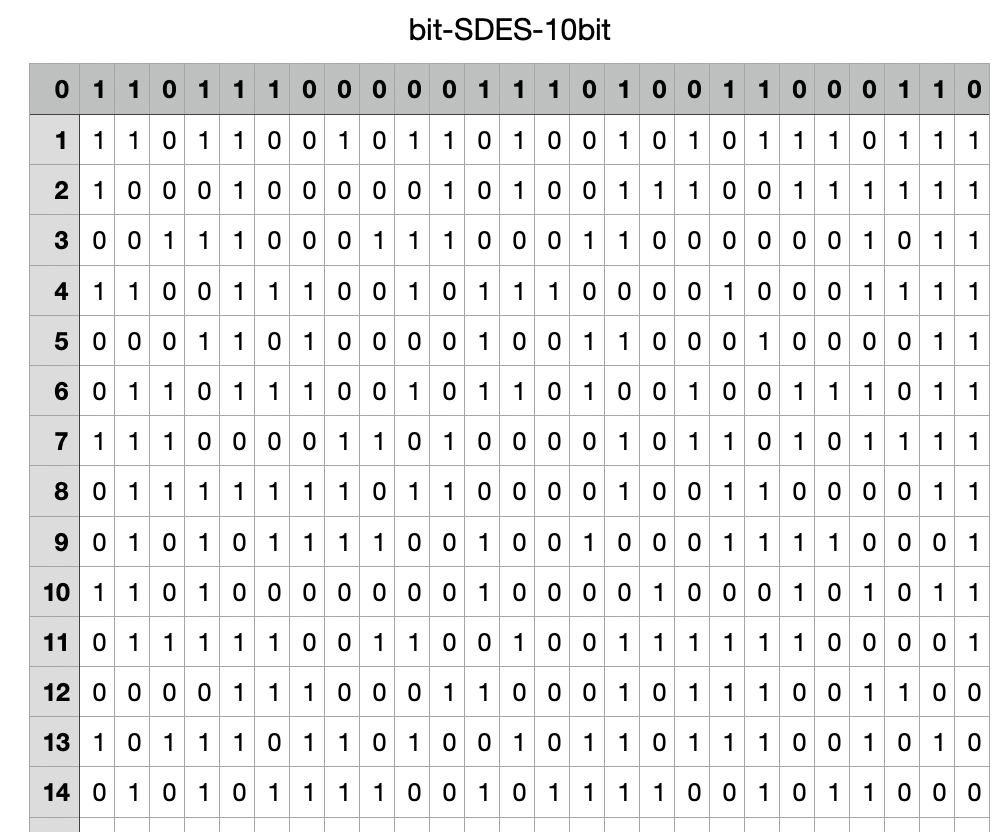 bit-SDES-10bit
0 1 1 0 1 1 1 0 0 0 0 0 1 1 1 0 1 0 0 1 1 0 0 0 1 1 0
1 1 1 0 1 1 0 0 1 0 1 1 0 1 0 0 1 0 1 0 1 1 1 0 1 1 1
2 1 0 0 0 1 0 0 0 0 0 1 0 1 0 0 1 1 1 0 0 1 1 1 1 1 1
3 0 0 1 1 1 0 0 0 1 1 1 0 0 0 1 1 0 0 0 0 0 0 1 0 1 1
4 1 1 0 0 1 1 1 0 0 1 0 1 1 1 0 0 0 0 1 0 0 0 1 1 1 1
5 0 0 0 1 1 0 1 0 0 0 0 1 0 0 1 1 0 0 0 1 0 0 0 0 1 1
6 0 1 1 0 1 1 1 0 0 1 0 1 1 0 1 0 0 1 0 0 1 1 1 0 1 1
7 1 1 1 0 0 0 0 1 1 0 1 0 0 0 0 1 0 1 1 0 1 0 1 1 1 1
8 0 1 1 1 1 1 1 1 0 1 1 0 0 0 0 1 0 0 1 1 0 0 0 0 1 1
9 0 1 0 1 0 1 1 1 1 0 0 1 0 0 1 0 0 0 1 1 1 1 0 0 0 1
10 1 1 0 1 0 0 0 0 0 0 0 1 0 0 0 0 1 0 0 0 1 0 1 0 1 1
11 0 1 1 1 1 1 0 0 1 1 0 0 1 0 0 1 1 1 1 1 1 0 0 0 0 1
12 0 0 0 0 1 1 1 0 0 0 1 1 0 0 0 1 0 1 1 1 0 0 1 1 0 0
13 1 0 1 1 1 0 1 1 0 1 0 0 1 0 1 1 0 1 1 1 0 0 1 0 1 0
14 0 1 0 1 0 1 1 1 1 0 0 1 0 1 1 1 1 0 0 1 0 1 1 0 0 0